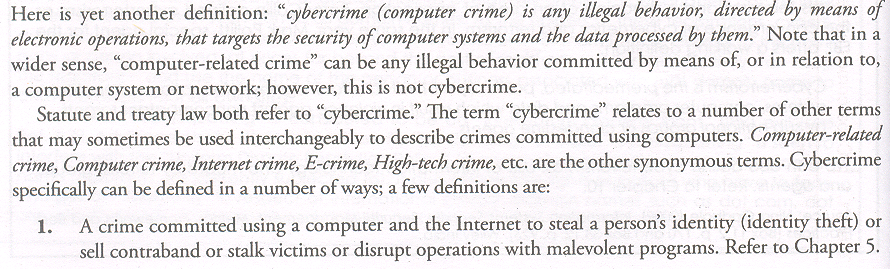 Here is yet another definition: “cybercrime (computer crime) is any illegal behavior, directed by means of
electronic operations, that targets the security of computer systems and the data processed by them.” Note that in a
wider sense, “computer-related crime” can be any illegal behavior committed by means of, or in relation to,
a computer system or network; however, this is not cybercrime.
Statute and treaty law both refer to “cybercrime.” The term “cybercrime” relates to a number of other terms
that may sometimes be used interchangeably to describe crimes committed using computers. Computer-related
crime, Computer crime, Internet crime, E-crime, High-tech crime, etc. are the other synonymous terms. Cybercrime
specifically can be defined in a number of ways; a few definitions are:
1. A crime committed using a computer and the Internet to steal a person’s identity (identity theft) or
sell contraband or stalk victims or disrupt operations with malevolent programs. Refer to Chapter 5.